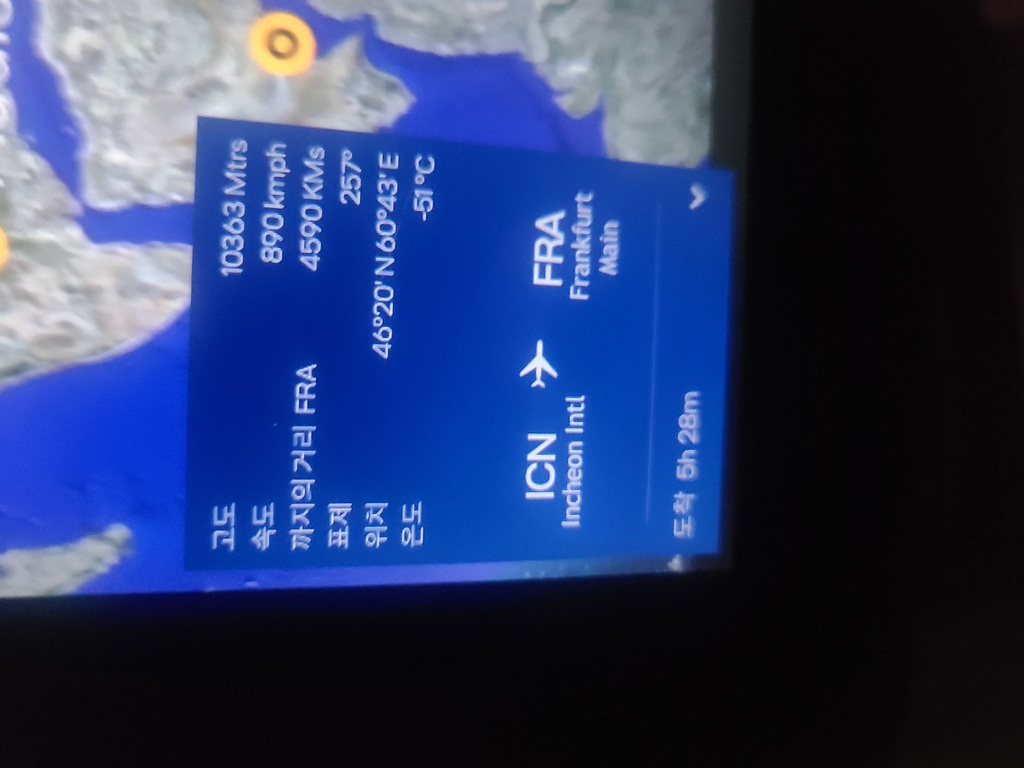 고도 10363 Mtrs
속도 890 kmph
까지의 거리 FRA 4590 KMs
표제 257°
위치 46°20' N 60°43' E
온도 -51 °C
ICN FRA
Incheon Intl Frankfurt
Main
도착 5h 28m